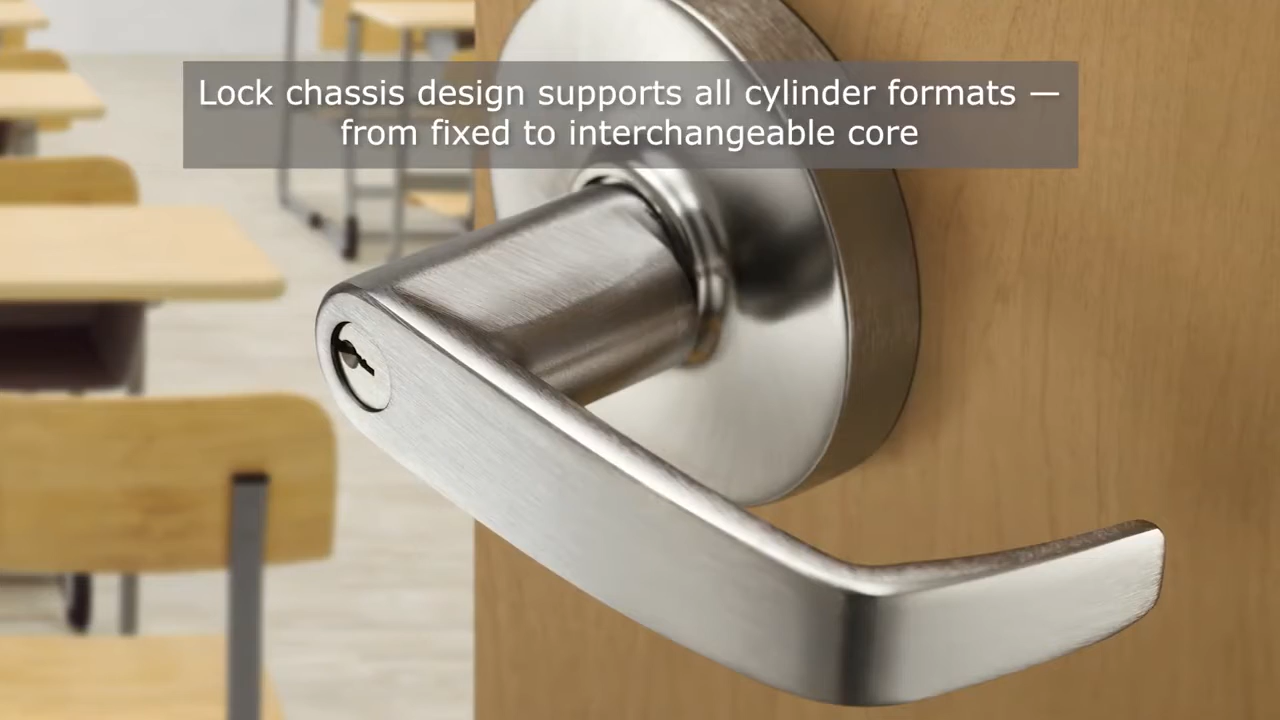 Lock chassis design supports all cylinder formats —
from fixed to interchangeable core